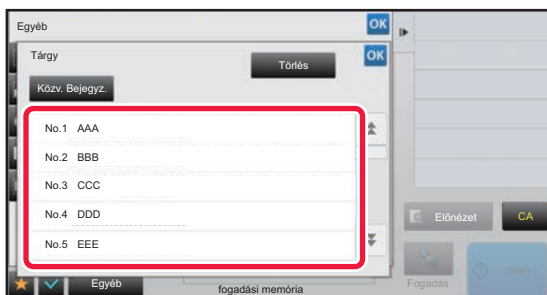 Egyéb
OK
Tárgy
Törlés
OK
Közv. Bejegyz.
No.1 AAA
No.2 BBB
No.3 CCC
No.4 DDD
No.5 EEE
Előnézet
CA
Egyéb
fogadási memória
Fogadás
Start